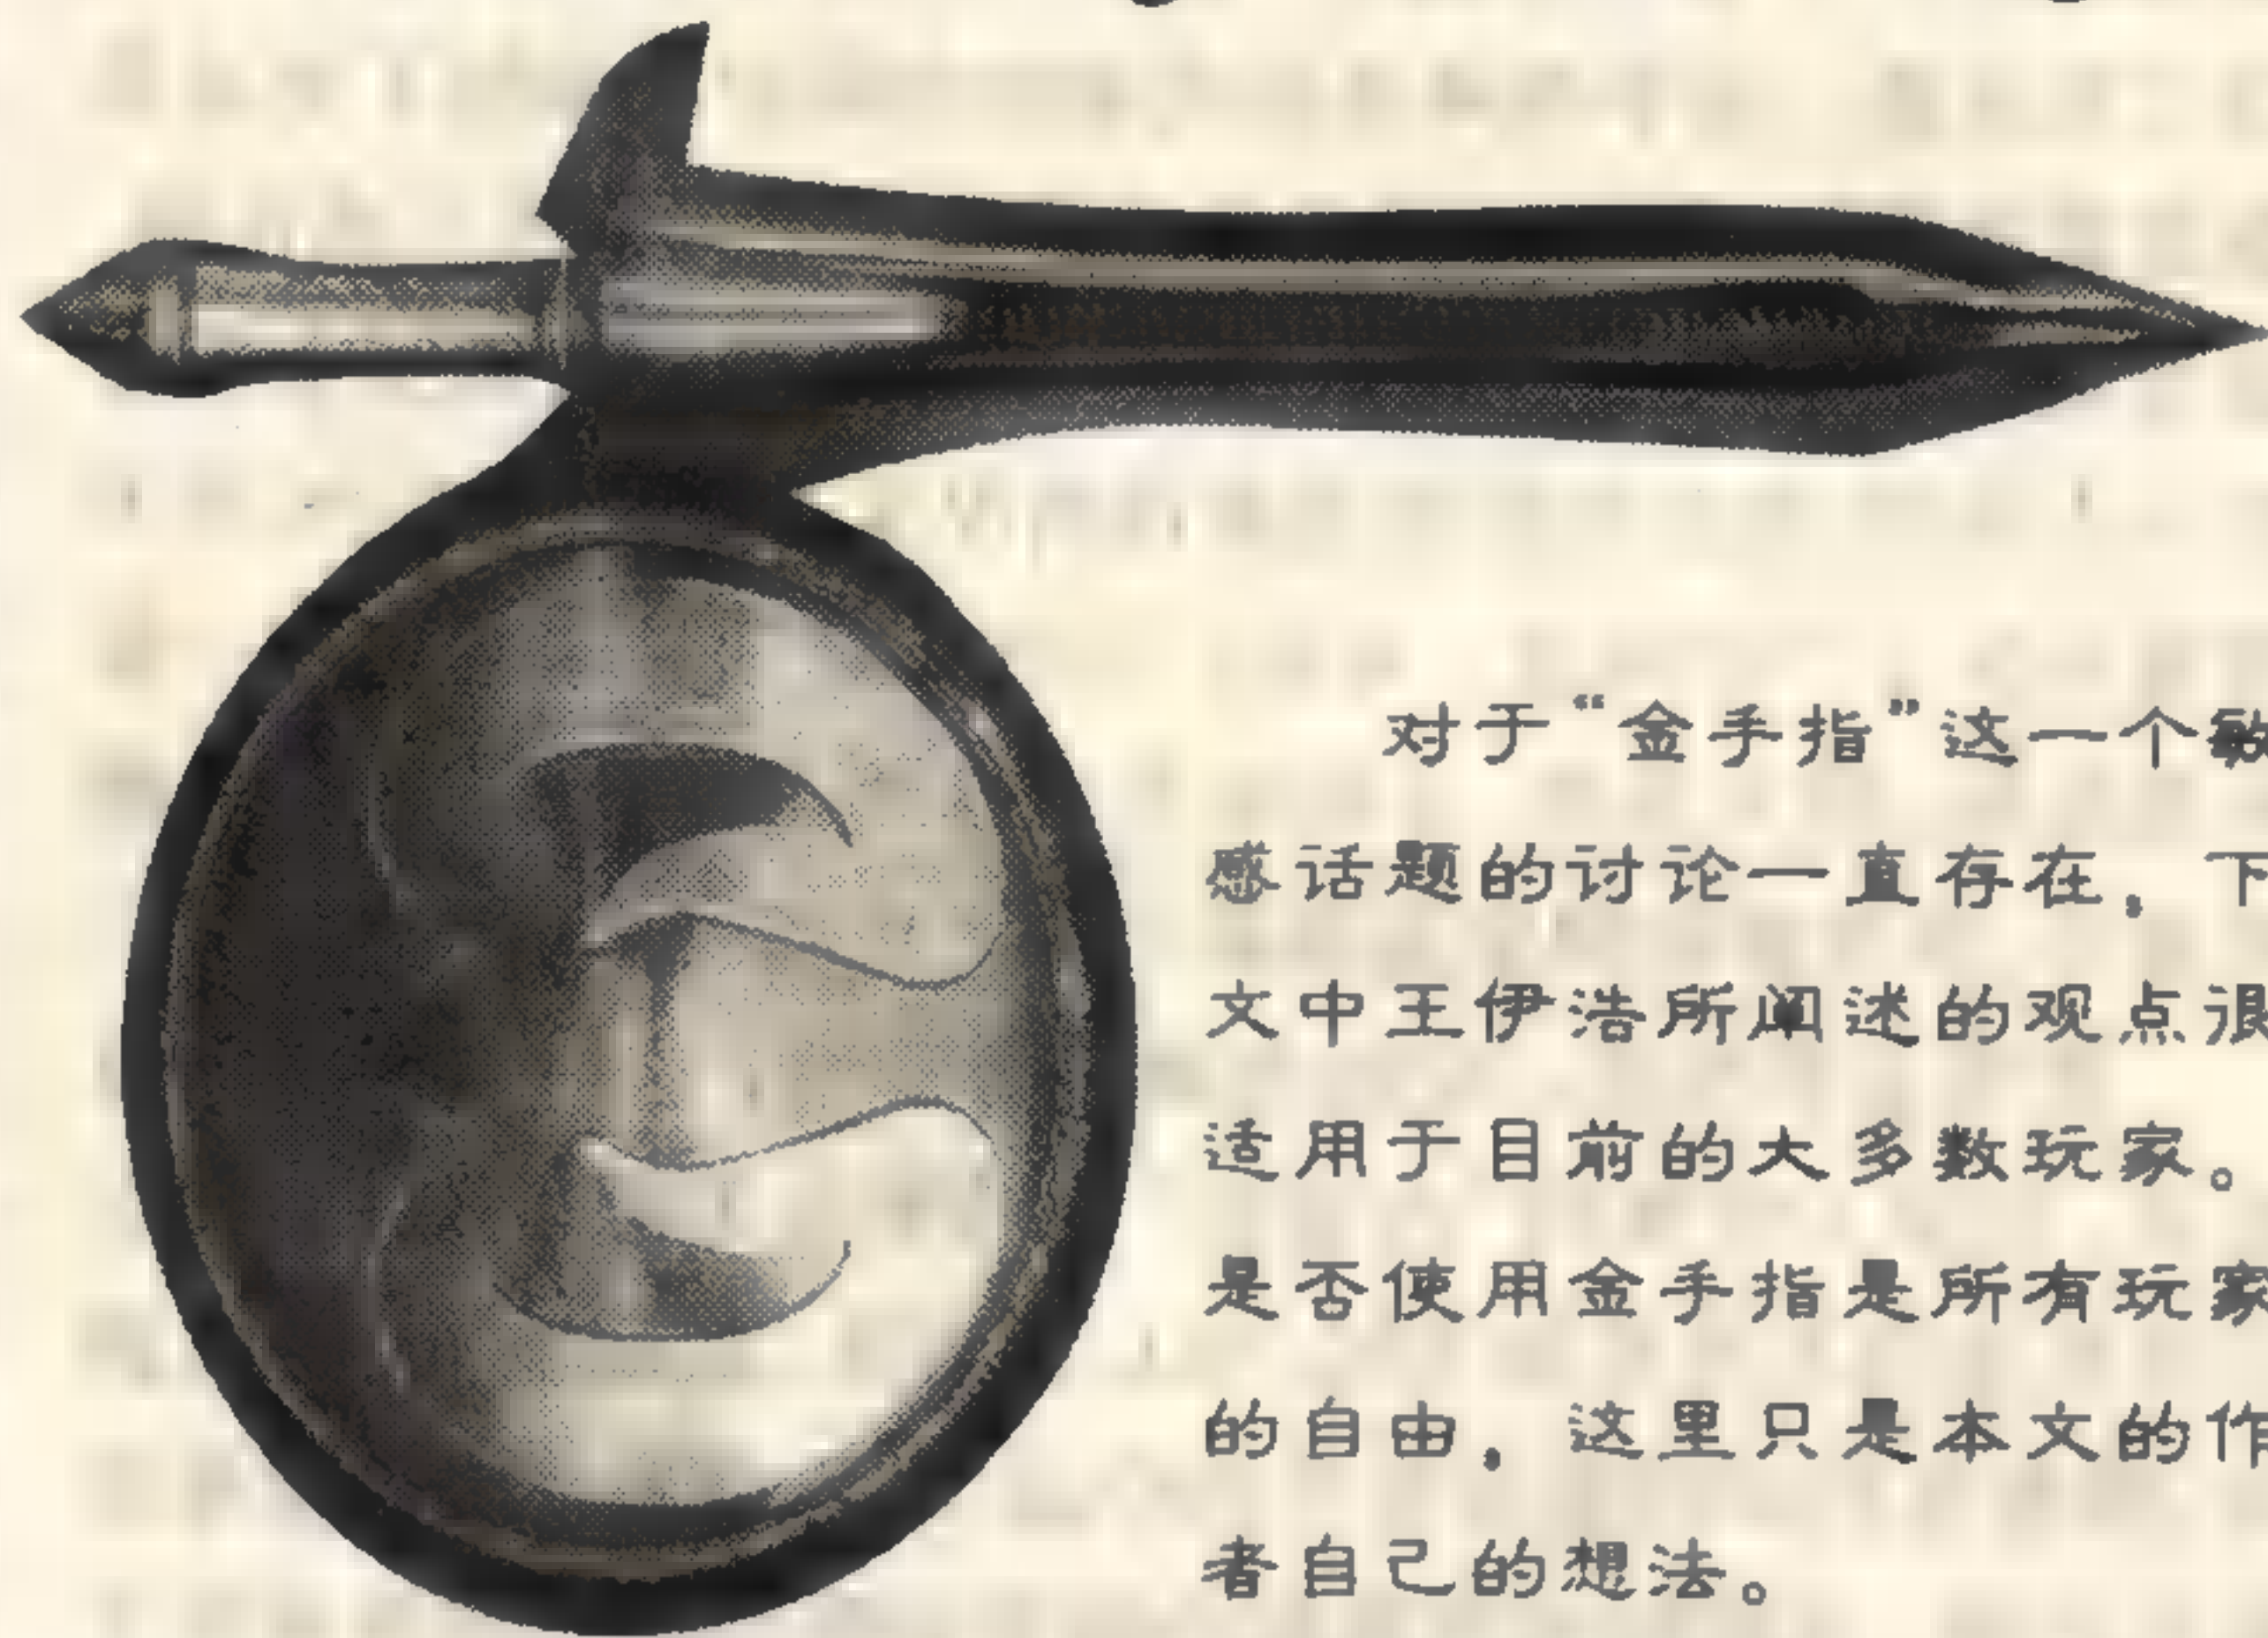 对于“金手指”这一个敏
感话题的讨论一直存在，下
文中王伊浩所阐述的观点很
适用于目前的大多数玩家。
是否使用金手指是所有玩家
的自由，这里只是本文的作
者自己的想法。